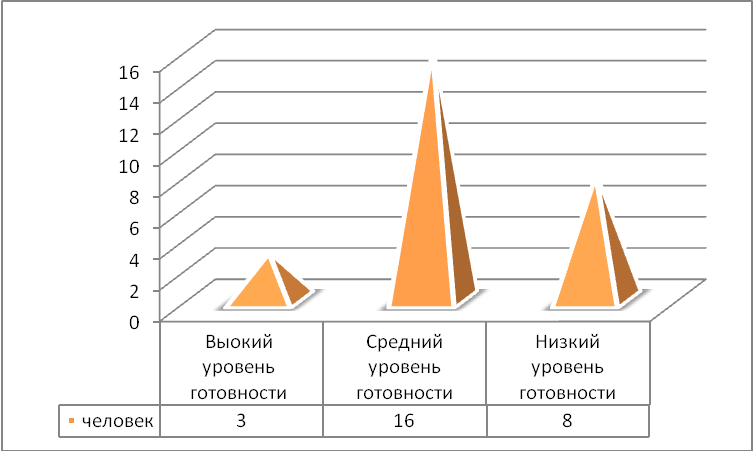 16
14
12
10
8
6
4
2
0
Выокий
уровень
готовности
Средний
уровень
готовности
Низкий
уровень
готовности
человек 3 16 8